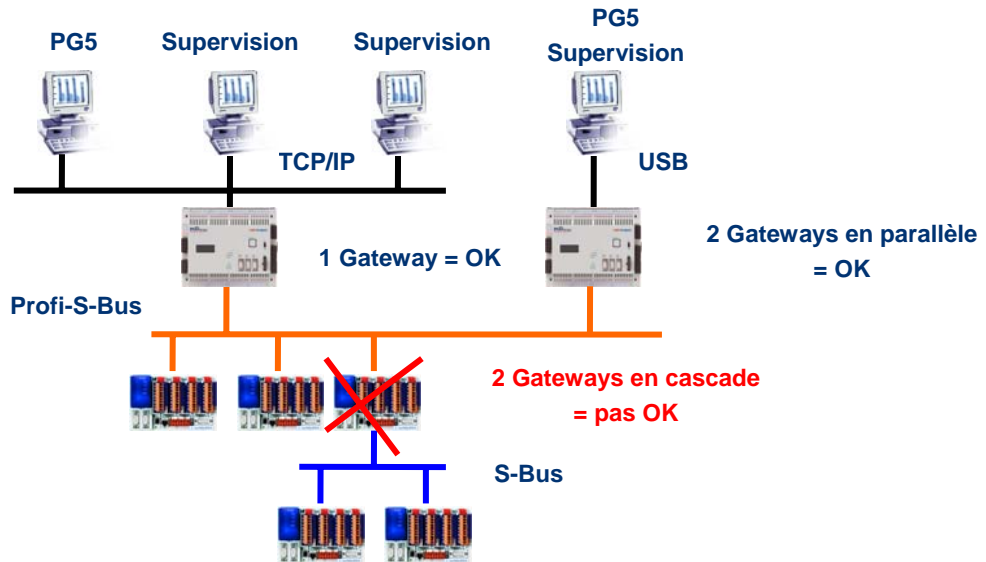 PG5
Supervision
Supervision
PG5
Supervision
TCP/IP
USB
1 Gateway = OK
2 Gateways en parallèle
= OK
Profi-S-Bus
2 Gateways en cascade
= pas OK
S-Bus